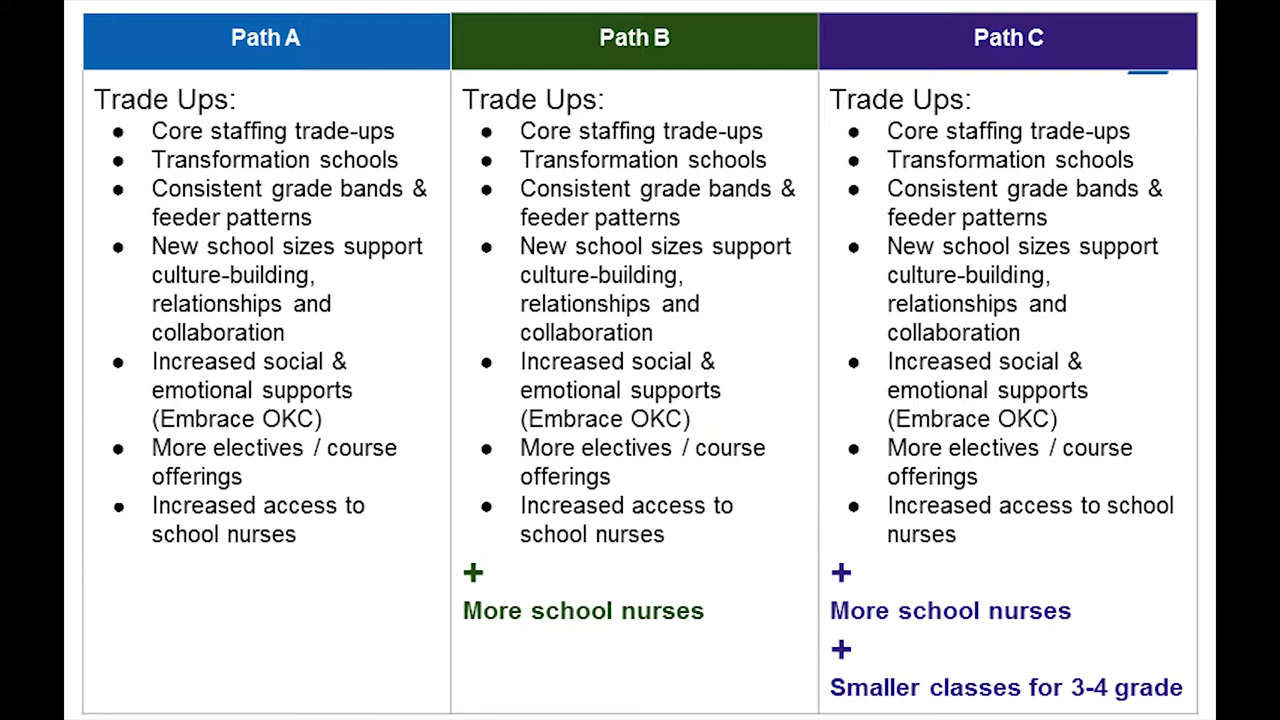 Path A
Trade Ups:
● Core staffing trade-ups
● Transformation schools
● Consistent grade bands &
feeder patterns
● New school sizes support
culture-building,
relationships and
collaboration
● Increased social &
emotional supports
(Embrace OKC)
● More electives / course
offerings
● Increased access to
school nurses
Path B
Trade Ups:
● Core staffing trade-ups
● Transformation schools
● Consistent grade bands &
feeder patterns
● New school sizes support
culture-building,
relationships and
collaboration
● Increased social &
emotional supports
(Embrace OKC)
● More electives / course
offerings
● Increased access to
school nurses
+
More school nurses
Path C
Trade Ups:
● Core staffing trade-ups
● Transformation schools
● Consistent grade bands &
feeder patterns
● New school sizes support
culture-building,
relationships and
collaboration
● Increased social &
emotional supports
(Embrace OKC)
● More electives / course
offerings
● Increased access to school
nurses
+
More school nurses
+
Smaller classes for 3-4 grade